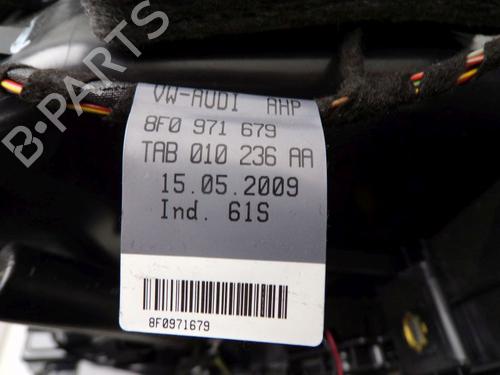 VW-AUDI AHP
8F0 971 679
TAB 010 236 AA
15.05.2009
Ind. 61S
8F0971679
B-PARTS